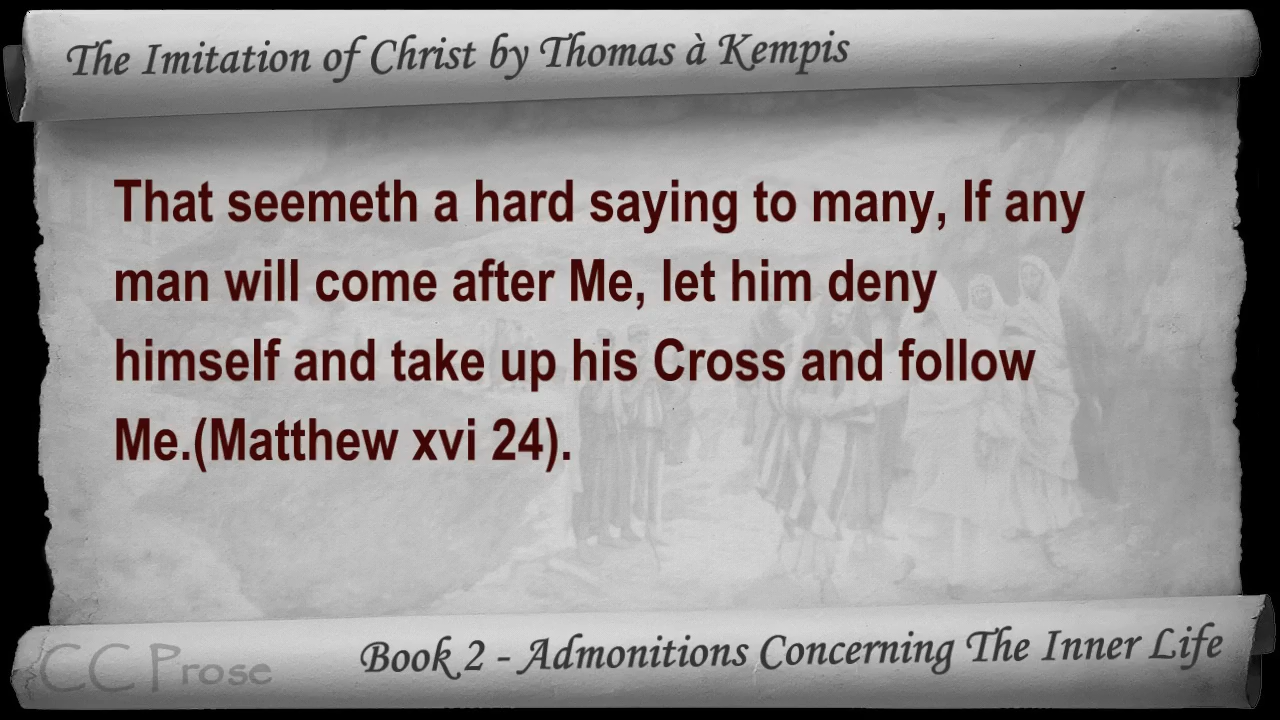 The Imitation of Christ by Thomas à Kempis
That seemeth a hard saying to many, If any
man will come after Me, let him deny
himself and take up his Cross and follow
Me.(Matthew xvi 24).
CC Prose
Book 2 - Admonitions Concerning The Inner Life